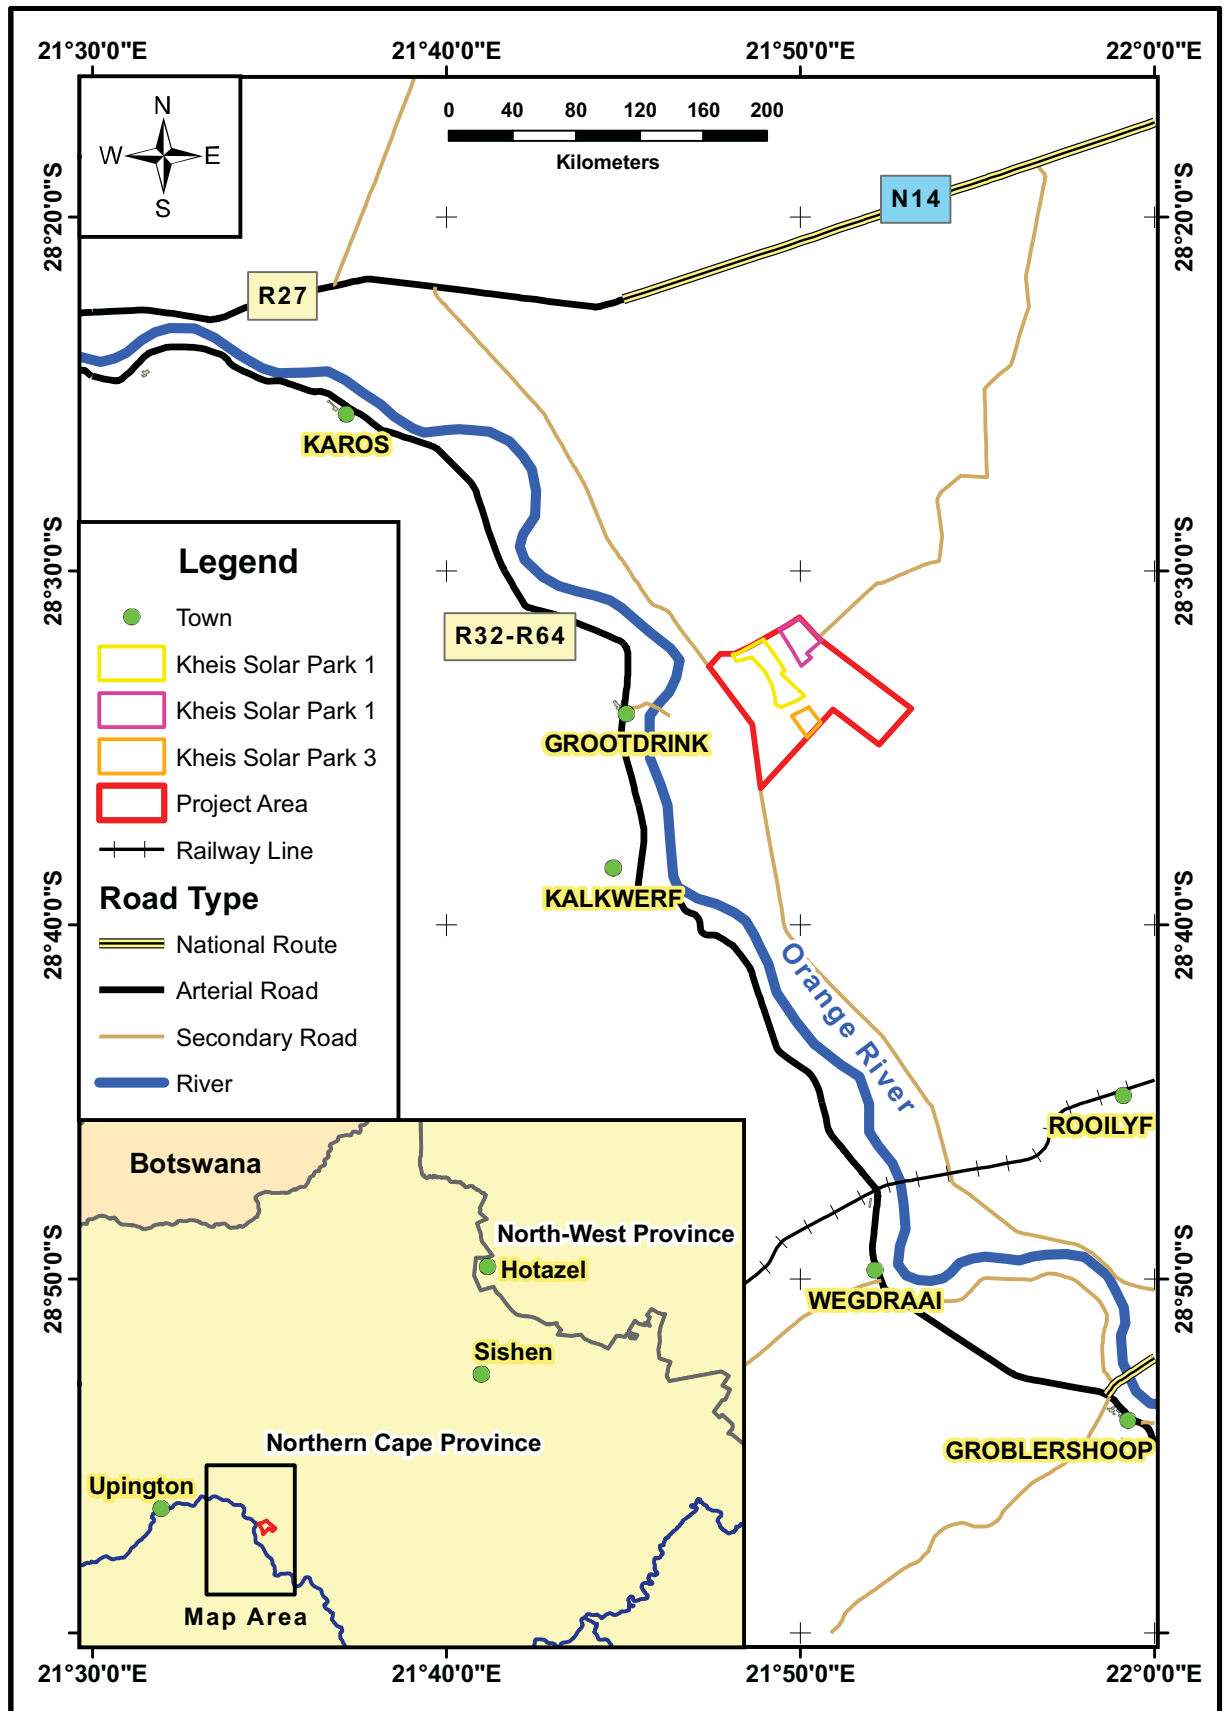 21°30'0"E 21°40'0"E 21°50'0"E 22°0'0"E
N
W E
S
0 40 80 120 160 200
Kilometers
N14
28°20'0"S 28°20'0"S
R27
KAROS
28°30'0"S 28°30'0"S
R32-R64
GROOTDRINK
KALKWERF
28°40'0"S 28°40'0"S
Orange River
ROOILYF
28°50'0"S 28°50'0"S
WEGDRAAI
GROBLERSHOOP
Legend
Town
Kheis Solar Park 1
Kheis Solar Park 1
Kheis Solar Park 3
Project Area
Railway Line
Road Type
National Route
Arterial Road
Secondary Road
River
Botswana
North-West Province
Hotazel
Sishen
Northern Cape Province
Upington
Map Area
21°30'0"E 21°40'0"E 21°50'0"E 22°0'0"E